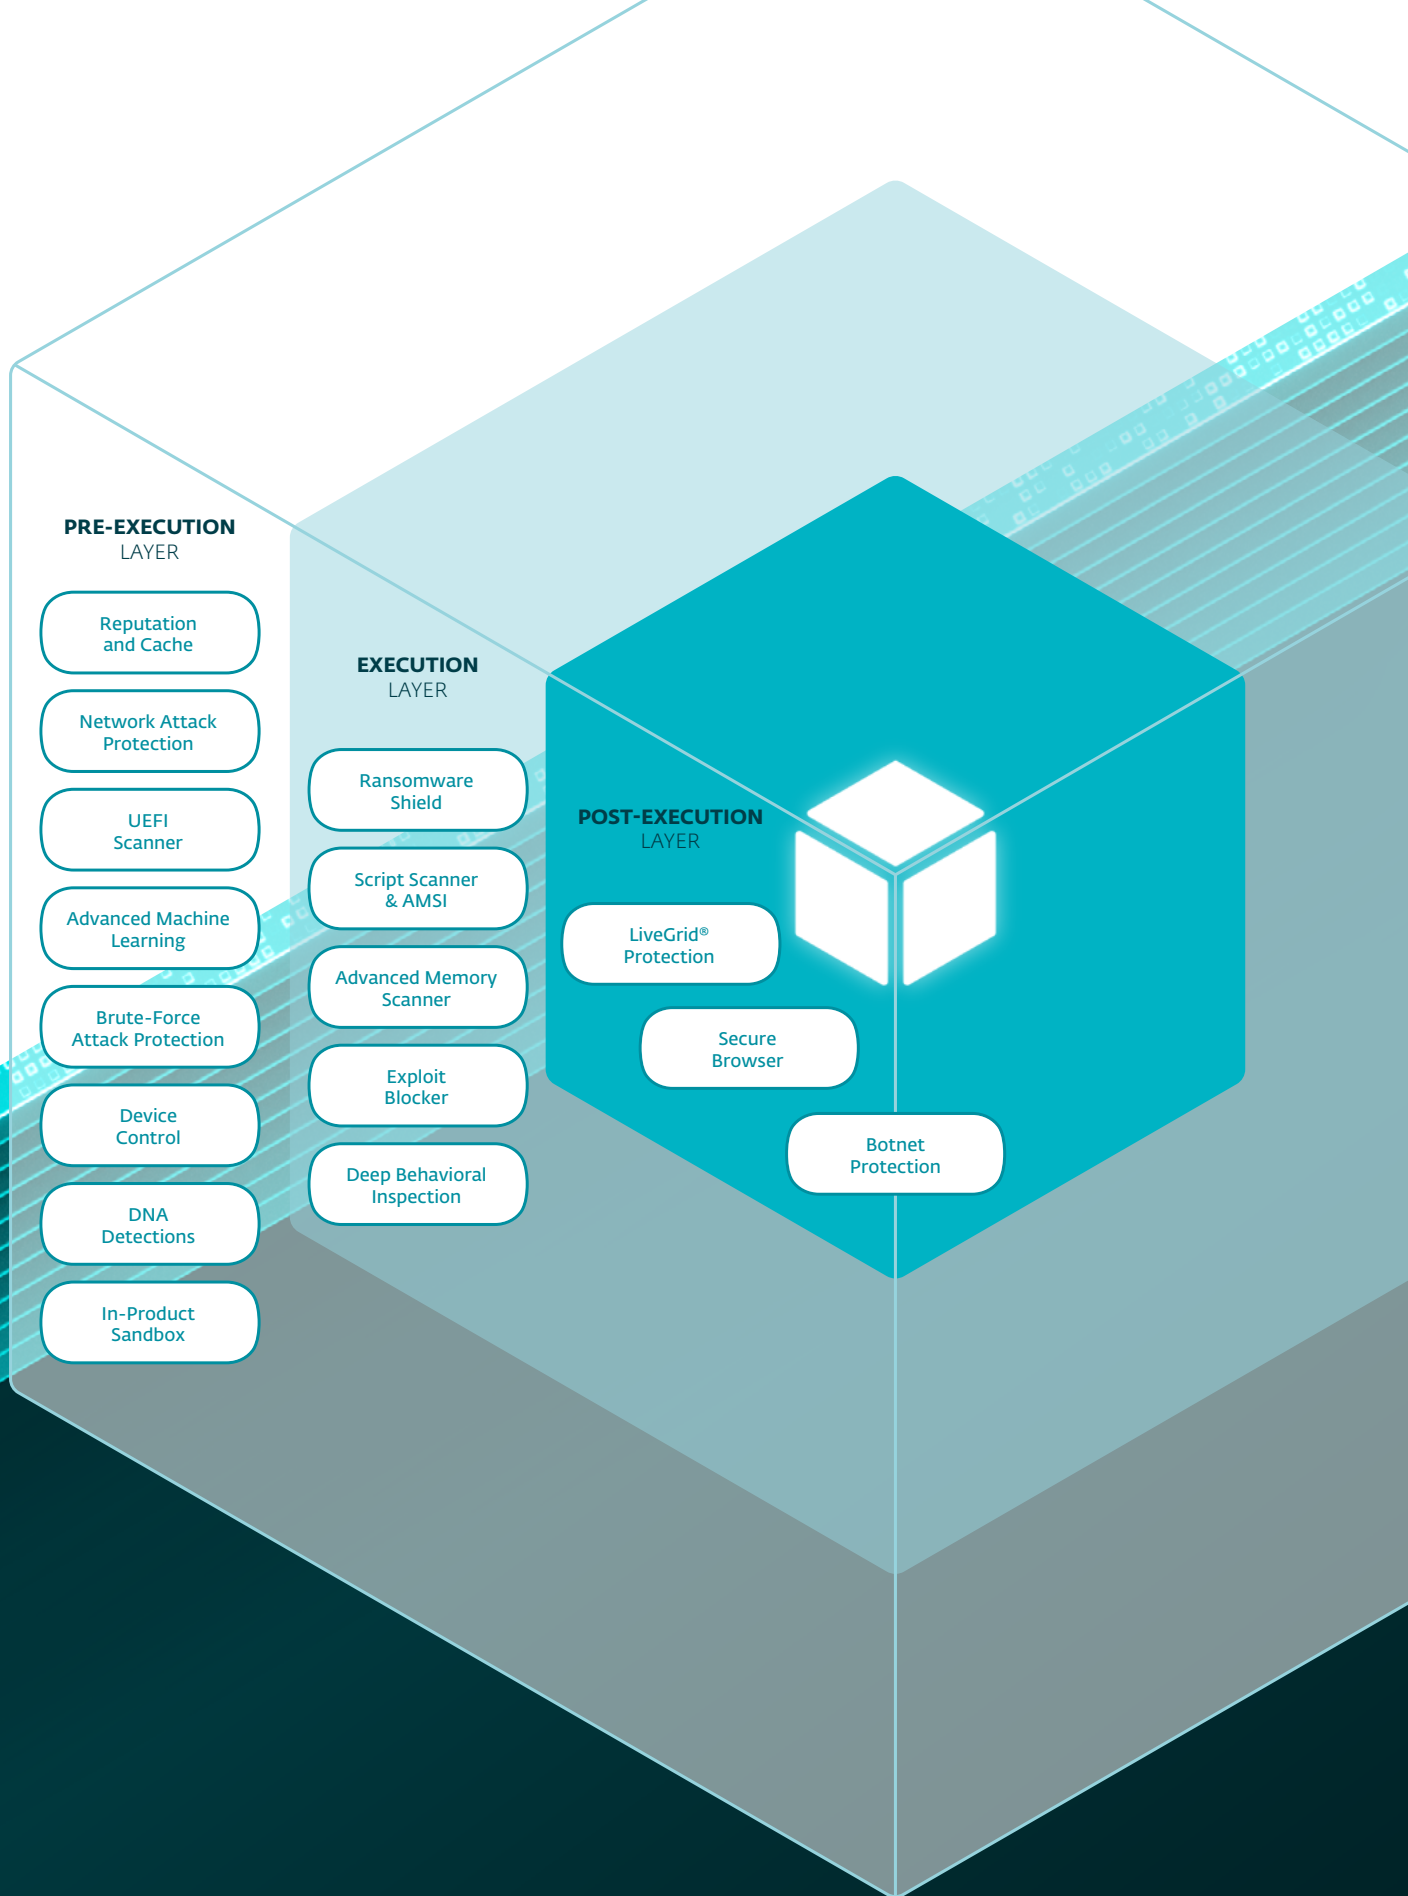 PRE-EXECUTION
LAYER
Reputation
and Cache
Network Attack
Protection
UEFI
Scanner
Advanced Machine
Learning
Brute-Force
Attack Protection
Device
Control
DNA
Detections
In-Product
Sandbox
EXECUTION
LAYER
Ransomware
Shield
Script Scanner
& AMSI
Advanced Memory
Scanner
Exploit
Blocker
Deep Behavioral
Inspection
POST-EXECUTION
LAYER
LiveGrid®
Protection
Secure
Browser
Botnet
Protection